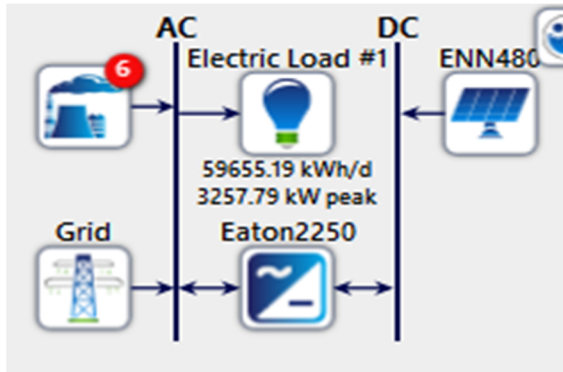 AC
DC
Electric Load #1
ENN480
6
59655.19 kWh/d
3257.79 kW peak
Grid
Eaton2250